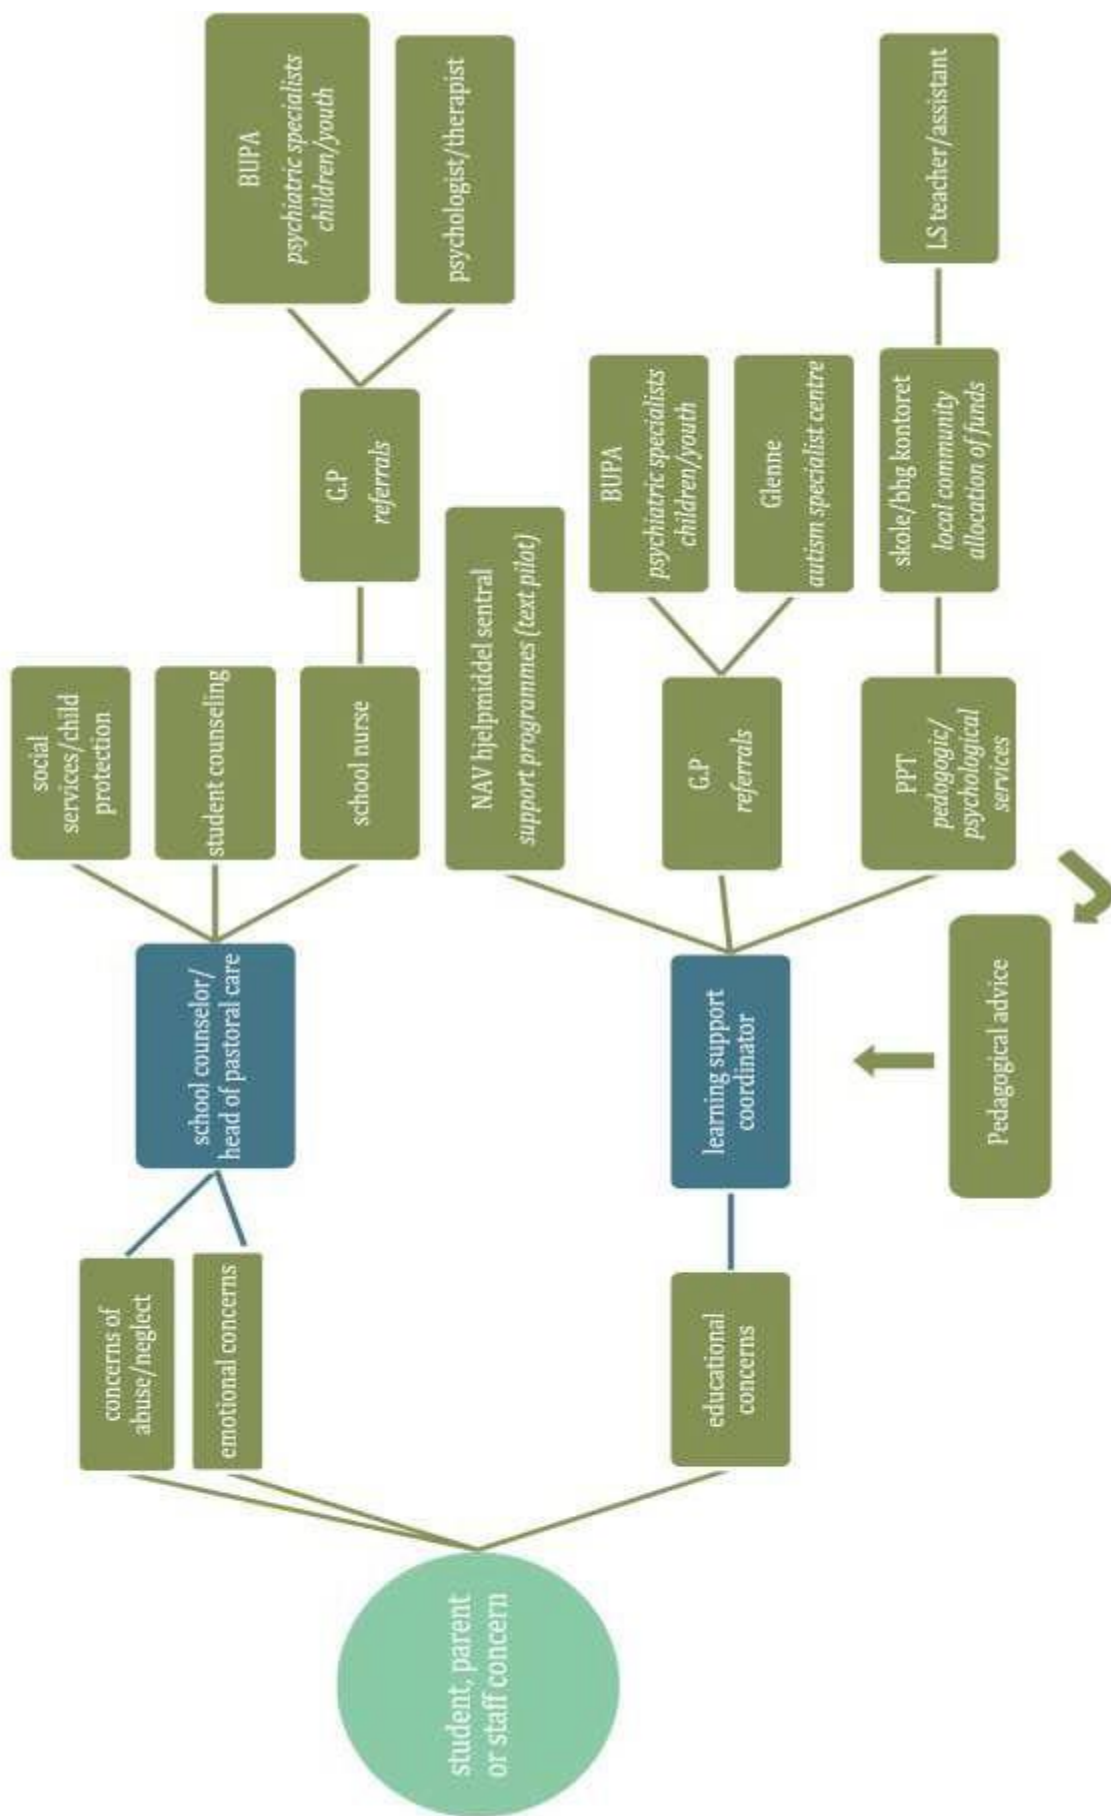 student, parent
or staff concern
concerns of
abuse/neglect
emotional concerns
educational
concerns
school counselor/
head of pastoral care
learning support
coordinator
Pedagogical advice
social
services/child
protection
student counseling
school nurse
NAV hjelpmiddel sentral
support programmes (text pilot)
G.P
referrals
PPT
pedogogic/
psychological
services
G.P
referrals
BUPA
psychiatric specialists
children/youth
Glenne
autism specialist centre
skole/bhg kontoret
local community
allocation of funds
BUPA
psychiatric specialists
children/youth
psychologist/therapist
LS teacher/assistant